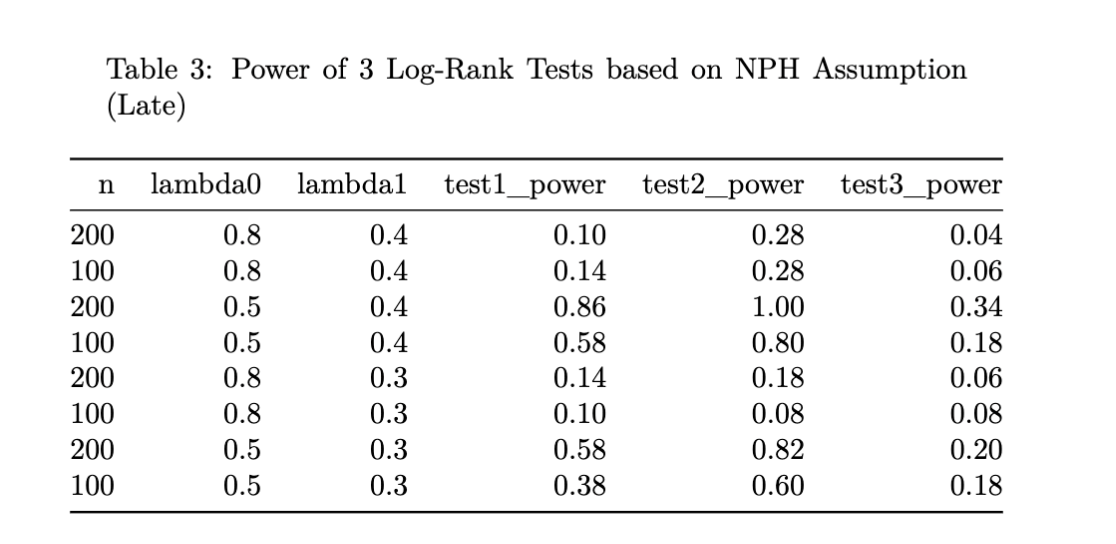 Table 3: Power of 3 Log-Rank Tests based on NPH Assumption
(Late)
n lambda0 lambda1 test1_power test2_power test3_power
200 0.8 0.4 0.10 0.28 0.04
100 0.8 0.4 0.14 0.28 0.06
200 0.5 0.4 0.86 1.00 0.34
100 0.5 0.4 0.58 0.80 0.18
200 0.8 0.3 0.14 0.18 0.06
100 0.8 0.3 0.10 0.08 0.08
200 0.5 0.3 0.58 0.82 0.20
100 0.5 0.3 0.38 0.60 0.18